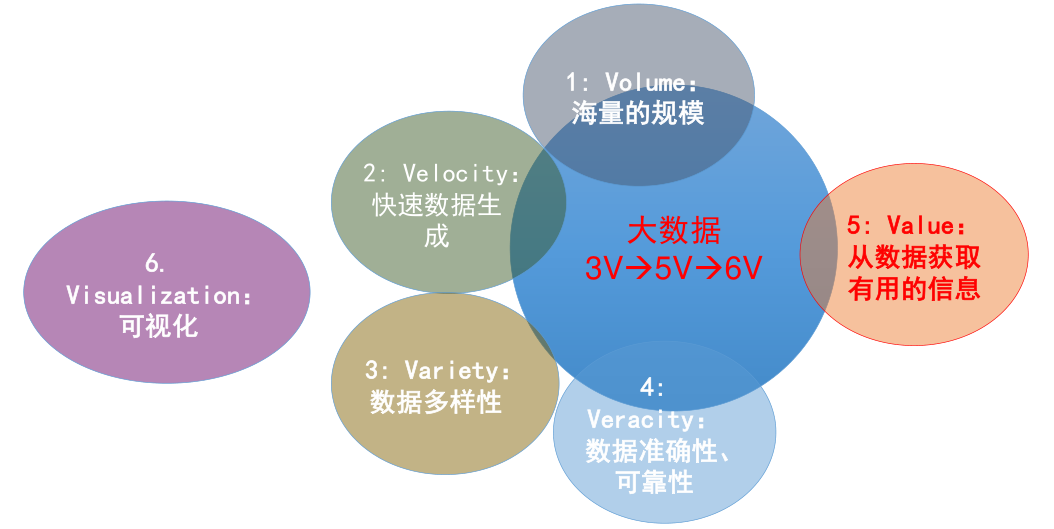 1: Volume：
海量的规模
2: Velocity：
快速数据生
成
大数据
3V→5V→6V
5: Value：
从数据获取
有用的信息
6.
Visualization：
可视化
3: Variety：
数据多样性
4:
Veracity：
数据准确性、
可靠性